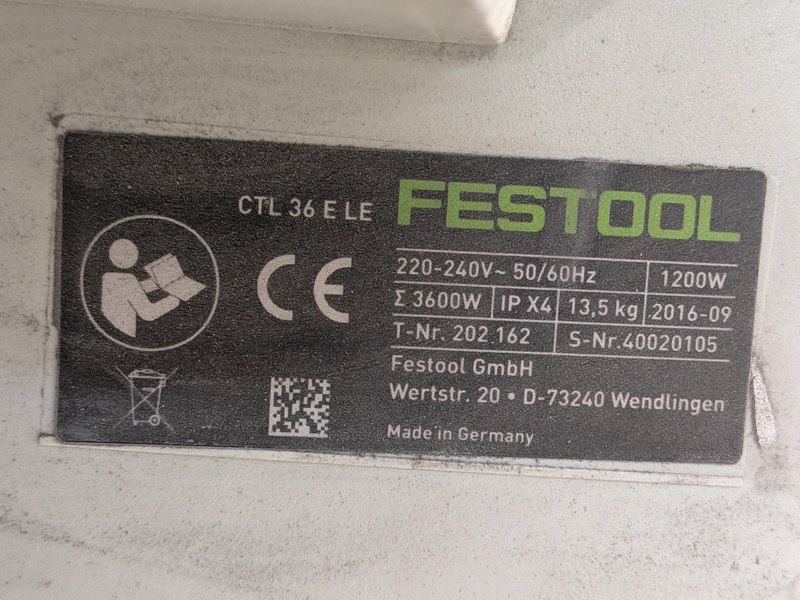 CTL 36 E LE FESTOOL
CE
220-240V~ 50/60Hz 1200W
Σ 3600W IP X4 13,5 kg 2016-09
T-Nr. 202 162 S-Nr.40020105
Festool GmbH
Wertstr. 20 • D-73240 Wendlingen
Made in Germany